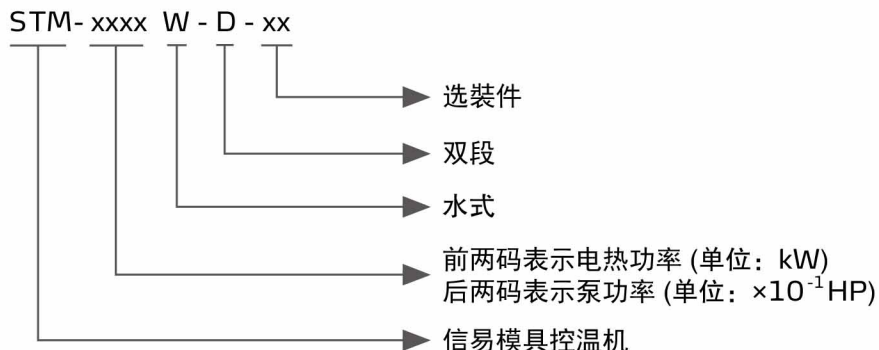 STM-xxxx W-D-xx
选装件
双段
水式
前两码表示电热功率 (单位：kW)
后两码表示泵功率 (单位：×10⁻¹HP)
信易模具控温机